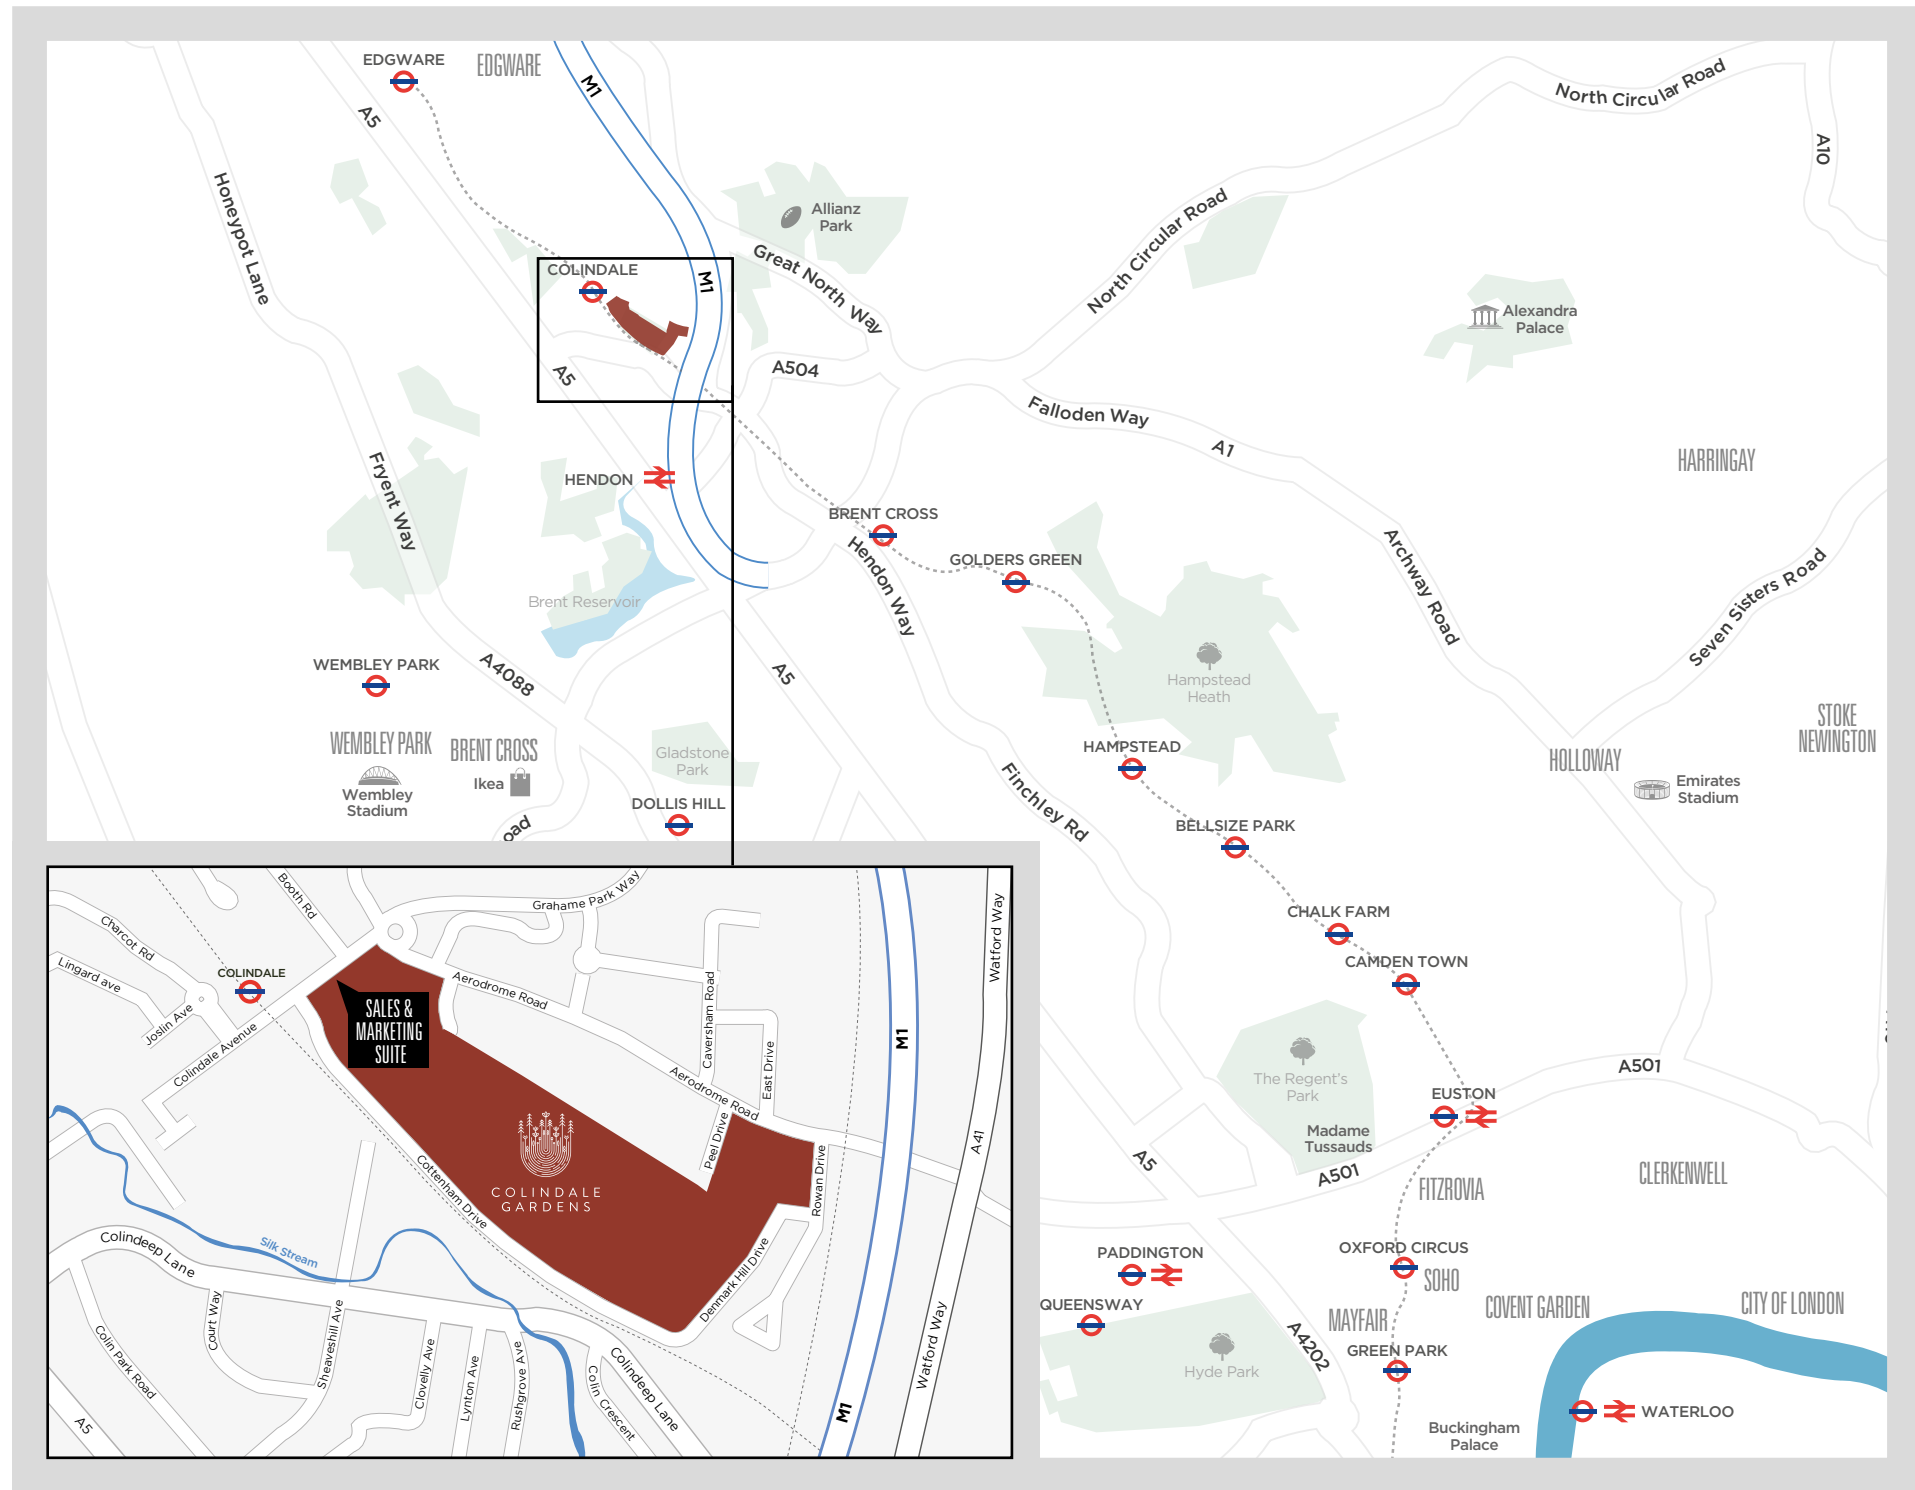 EDGWARE
EDGWARE
M1
A5
Honeypot Lane
North Circular Road
A10
Allianz
Park
Great North Way
North Circular Road
COLINDALE
M1
A5
A504
Alexandra
Palace
Falloden Way
A1
HARRINGAY
Fryent Way
HENDON
BRENT CROSS
Hendon Way
GOLDERS GREEN
Archway Road
Seven Sisters Road
Brent Reservoir
WEMBLEY PARK
A4088
A5
Hampstead
Heath
WEMBLEY PARK
BRENT CROSS
Ikea
Wembley
Stadium
Gladstone
Park
DOLLIS HILL
oad
HAMPSTEAD
Finchley Rd
HOLLOWAY
STOKE
NEWINGTON
Emirates
Stadium
BELLSIZE PARK
CHALK FARM
CAMDEN TOWN
The Regent's
Park
Madame
Tussauds
EUSTON
A501
A501
A5
FITZROVIA
CLERKENWELL
PADDINGTON
OXFORD CIRCUS
SOHO
QUEENSWAY
MAYFAIR
COVENT GARDEN
CITY OF LONDON
A4202
GREEN PARK
Hyde Park
Buckingham
Palace
WATERLOO
Booth Rd
Grahame Park Way
Charcot Rd
Lingard ave
COLINDALE
Joslin Ave
Colindale Avenue
SALES &
MARKETING
SUITE
Aerodrome Road
Caversham Road
East Drive
Aerodrome Road
Peel Drive
Rowan Drive
M1
Watford Way
A41
COLINDALE
GARDENS
Cottenham Drive
Denmark Hill Drive
Silk Stream
Colindeep Lane
Court Way
Sheaveshill Ave
Colin Park Road
Clovelly Ave
Lynton Ave
Rushgrove Ave
Colin Crescent
Colindeep Lane
A5
M1
Watford Way